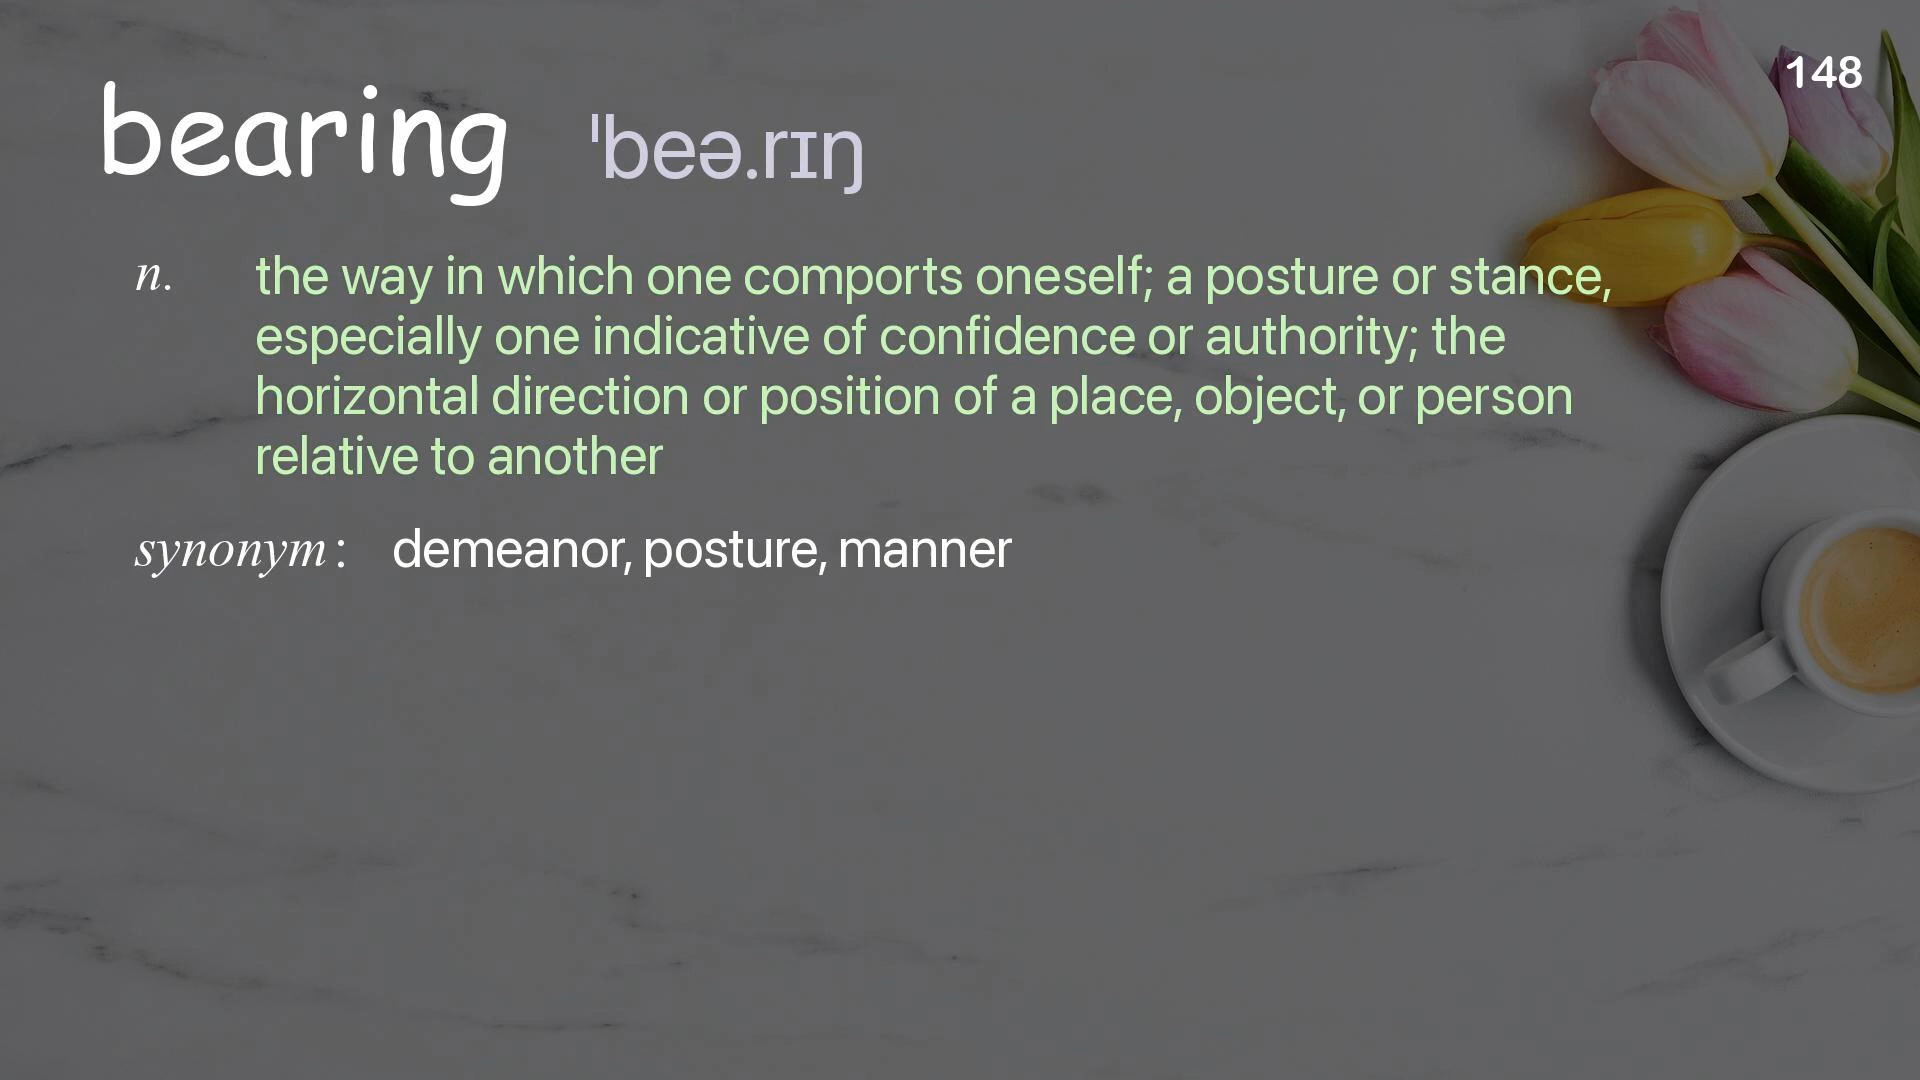 148
bearing ˈbeə.rɪŋ
n. the way in which one comports oneself; a posture or stance,
especially one indicative of confidence or authority; the
horizontal direction or position of a place, object, or person
relative to another
synonym : demeanor, posture, manner